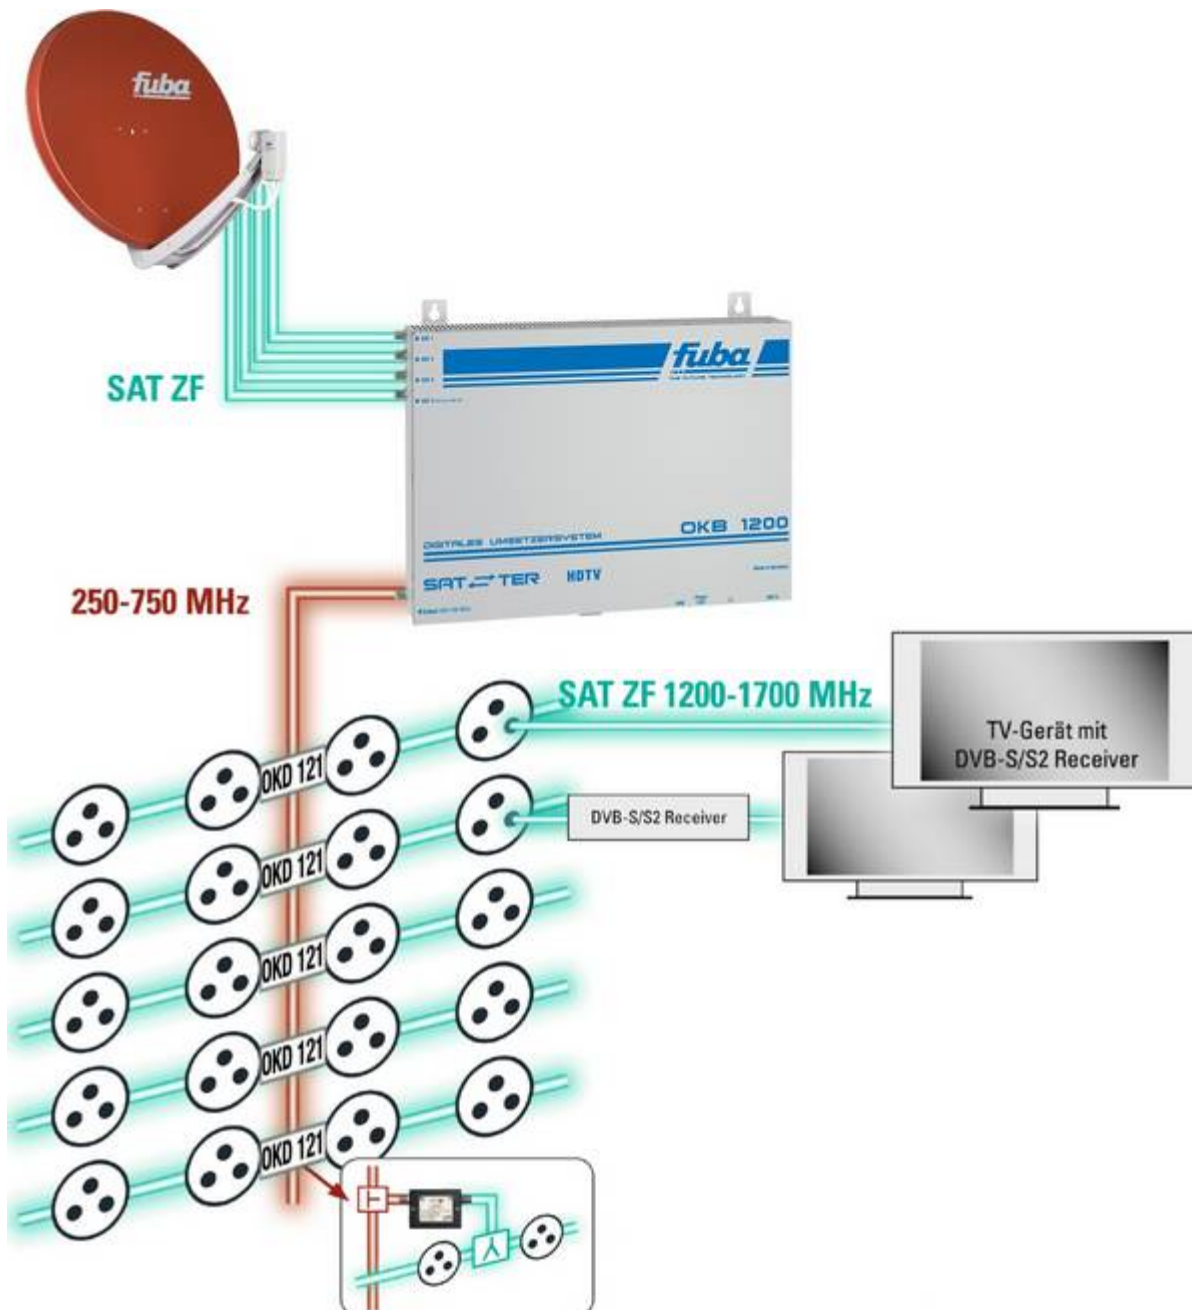 fuba
fuba
SAT ZF
DIGITALES UMSETZERSYSTEM
OKB 1200
SAT TER HDTV
250-750 MHz
SAT ZF 1200-1700 MHz
TV-Gerät mit
DVB-S/S2 Receiver
DVB-S/S2 Receiver
OKD 121
OKD 121
OKD 121
OKD 121
OKD 121